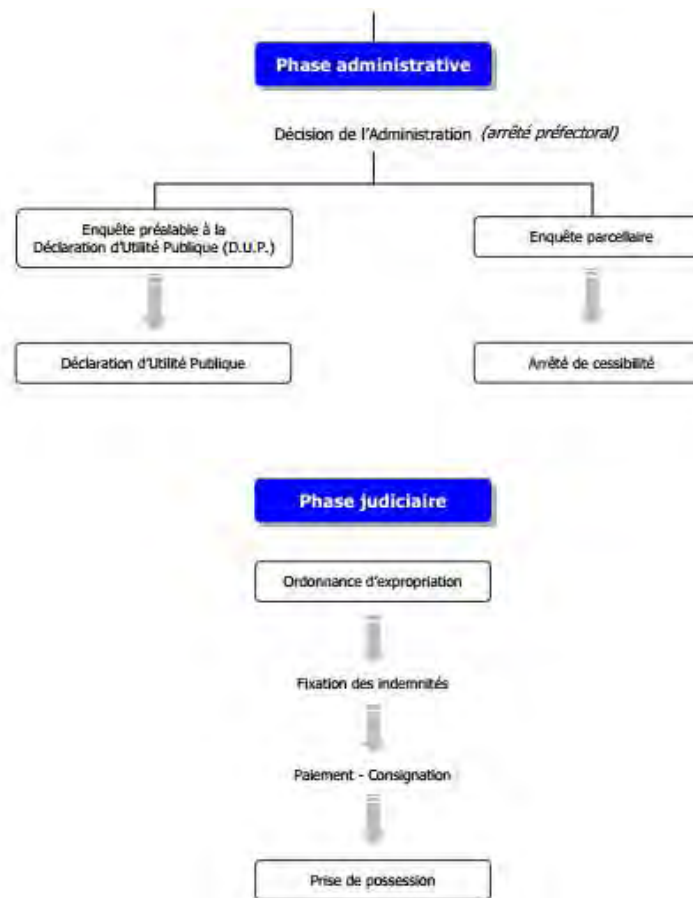 Phase administrative
Décision de l'Administration (arrêté préfectoral)
Enquête préalable à la
Déclaration d'Utilité Publique (D.U.P.)
Enquête parcellaire
Déclaration d'Utilité Publique
Arrêté de cessibilité
Phase judiciaire
Ordonnance d'expropriation
Fixation des indemnités
Paiement - Consignation
Prise de possession